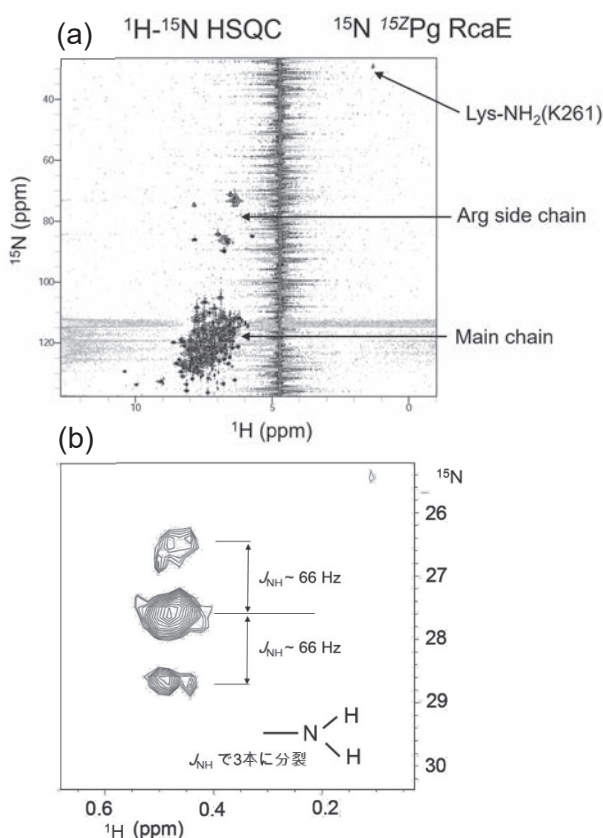 (a)
¹H-¹⁵N HSQC ¹⁵N ¹⁵ᶻPg RcaE
40
60
80
100
120
¹⁵N (ppm)
Lys-NH₂(K261)
Arg side chain
Main chain
10
5
0
¹H (ppm)
(b)
¹⁵N
26
27
28
29
30
J_NH ~ 66 Hz
J_NH ~ 66 Hz
N
H
H
J_NH で3本に分裂
0.6
0.4
0.2
¹H (ppm)